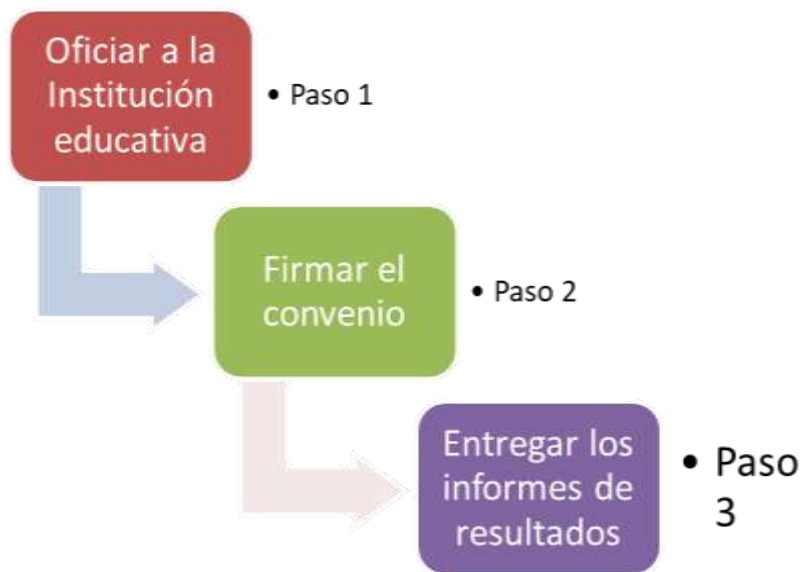 Oficiar a la
Institución
educativa
• Paso 1
Firmar el
convenio
• Paso 2
Entregar los
informes de
resultados
• Paso
3